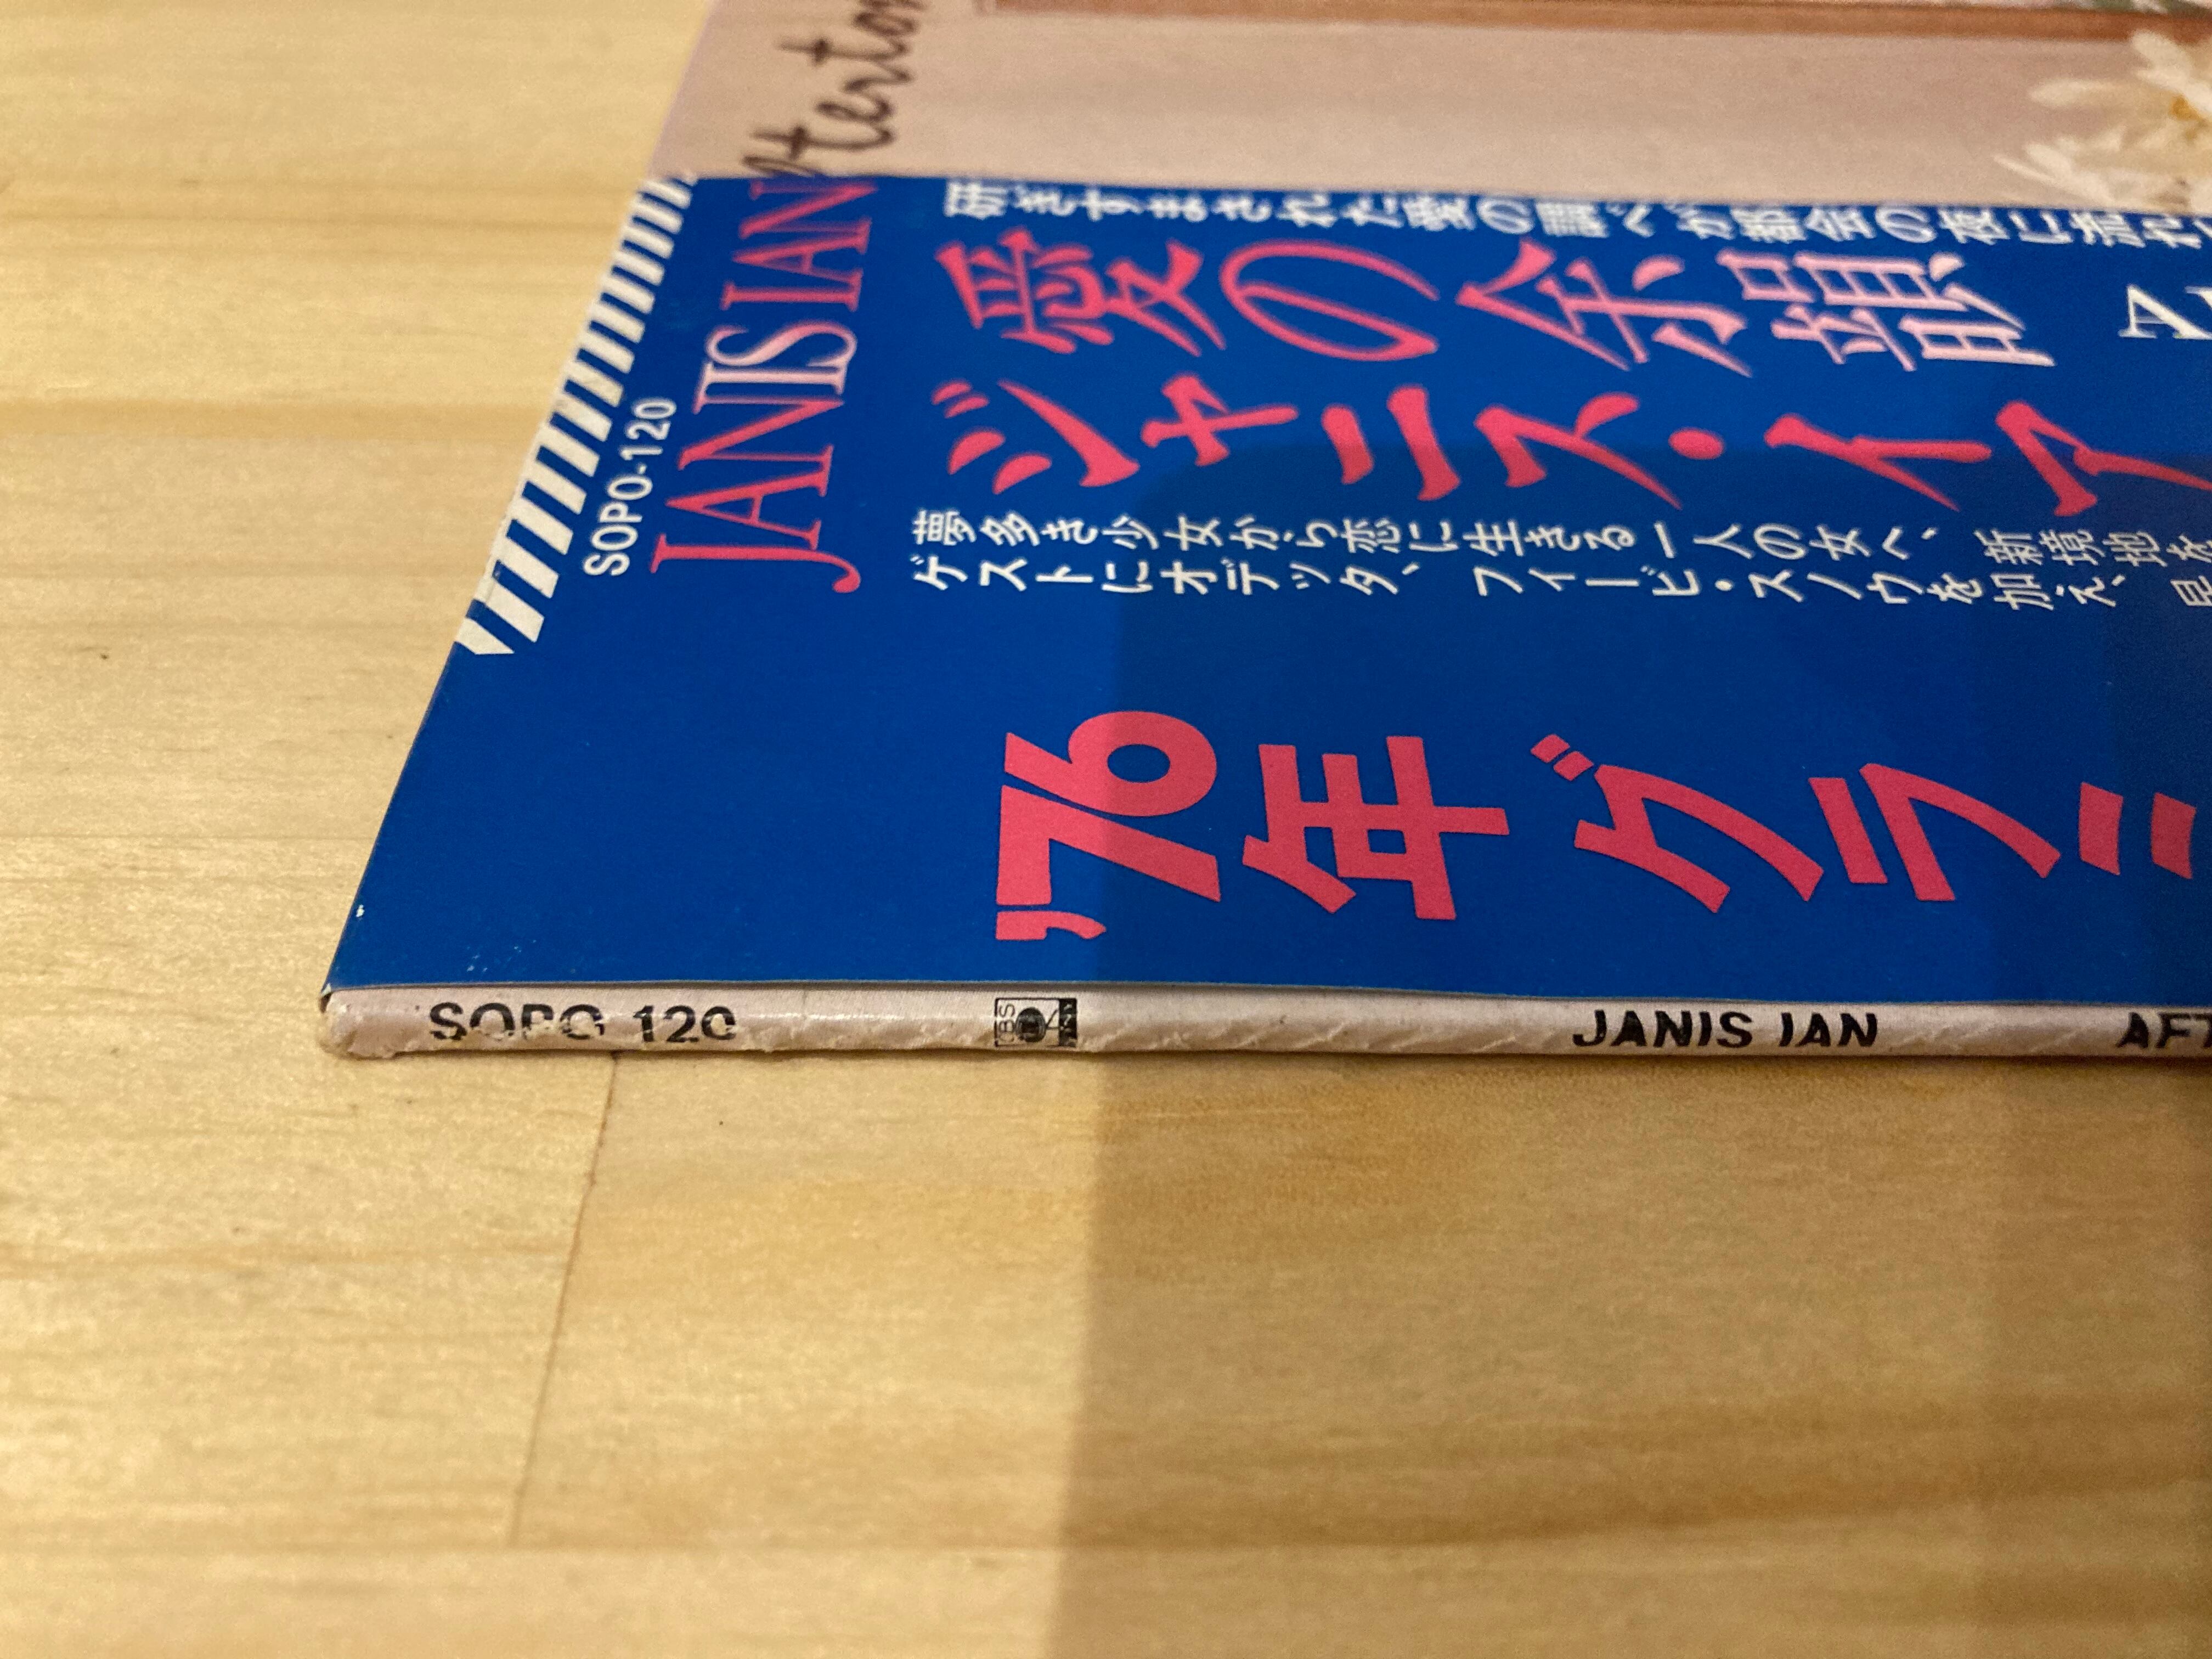 SOPO-120
JANIS IAN
研ぎすまされた愛の調べが都会の夜に流れ
愛の余韻
ジャニス・イア
夢多き少女から恋に生きる一人の女へ、新境地を
ゲストにオデッタ、フィービ・スノウを加え、
'76年グラミ
SOPO 120
CBS
JANIS IAN
AFT